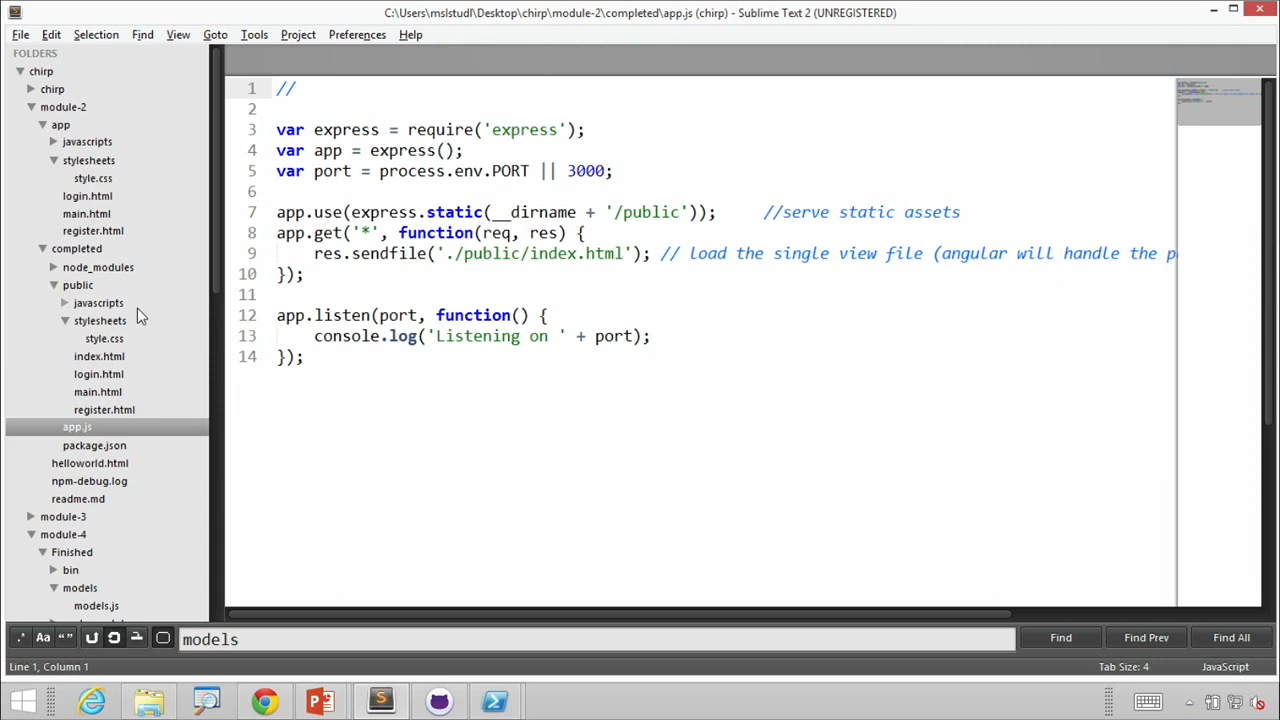 C:\Users\mslstudl\Desktop\chirp\module-2\completed\app.js (chirp) - Sublime Text 2 (UNREGISTERED)
File Edit Selection Find View Goto Tools Project Preferences Help
FOLDERS
chirp
chirp
module-2
app
javascripts
stylesheets
style.css
login.html
main.html
register.html
completed
node_modules
public
javascripts
stylesheets
style.css
index.html
login.html
main.html
register.html
app.js
package.json
helloworld.html
npm-debug.log
readme.md
module-3
module-4
Finished
bin
models
models.js
1 //
2
3 var express = require('express');
4 var app = express();
5 var port = process.env.PORT || 3000;
6
7 app.use(express.static(__dirname + '/public')); //serve static assets
8 app.get('*', function(req, res) {
9 res.sendfile('./public/index.html'); // load the single view file (angular will handle the p
10 });
11
12 app.listen(port, function() {
13 console.log('Listening on ' + port);
14 });
.* Aa “” models Find Find Prev Find All
Line 1, Column 1 Tab Size: 4 JavaScript